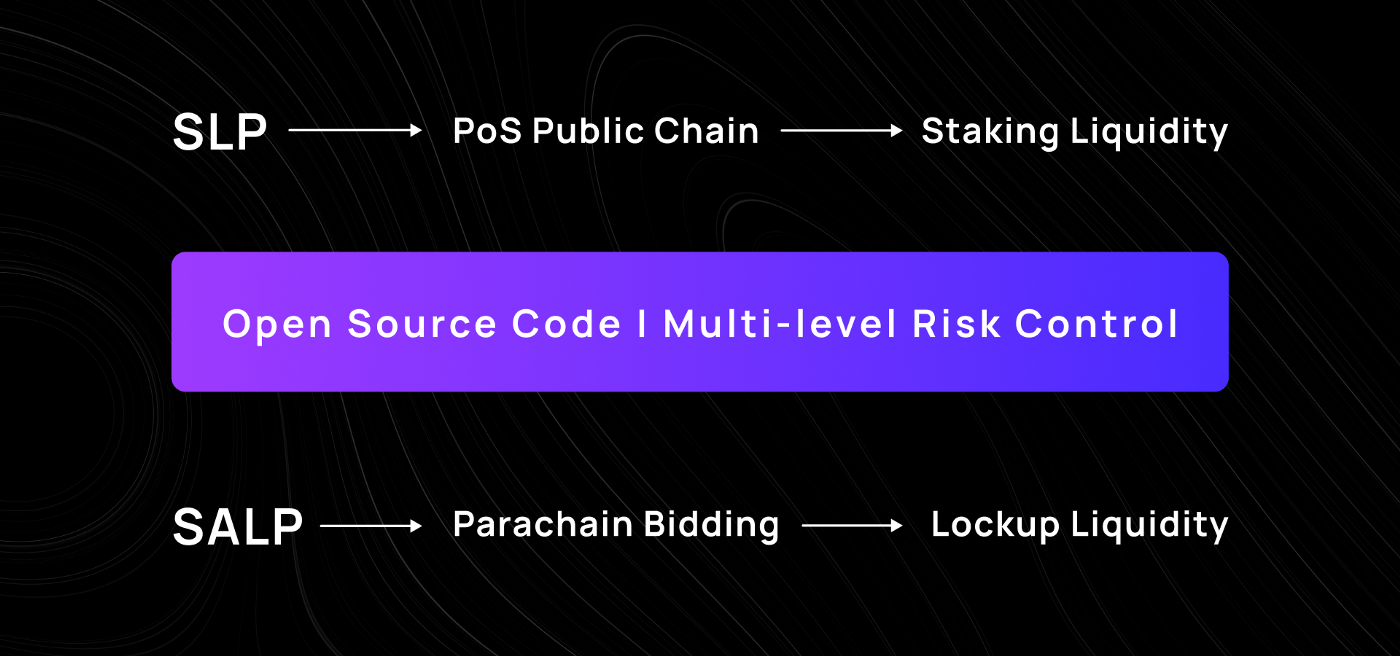 SLP PoS Public Chain Staking Liquidity
Open Source Code | Multi-level Risk Control
SALP Parachain Bidding Lockup Liquidity